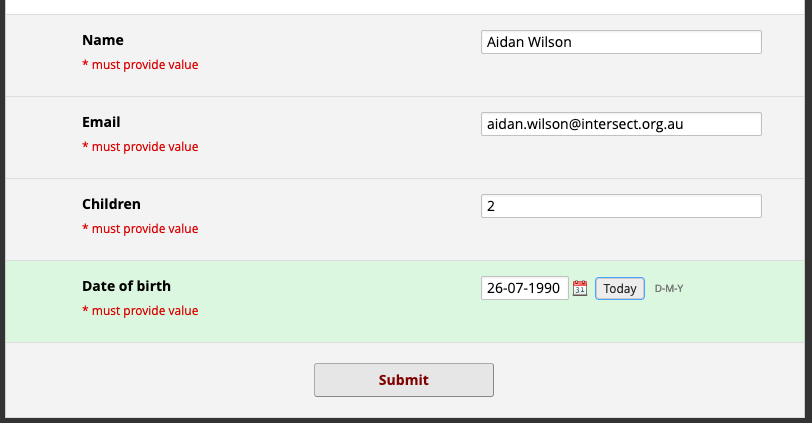 Name
Aidan Wilson
* must provide value
Email
aidan.wilson@intersect.org.au
* must provide value
Children
2
* must provide value
Date of birth
26-07-1990 31 Today D-M-Y
* must provide value
Submit